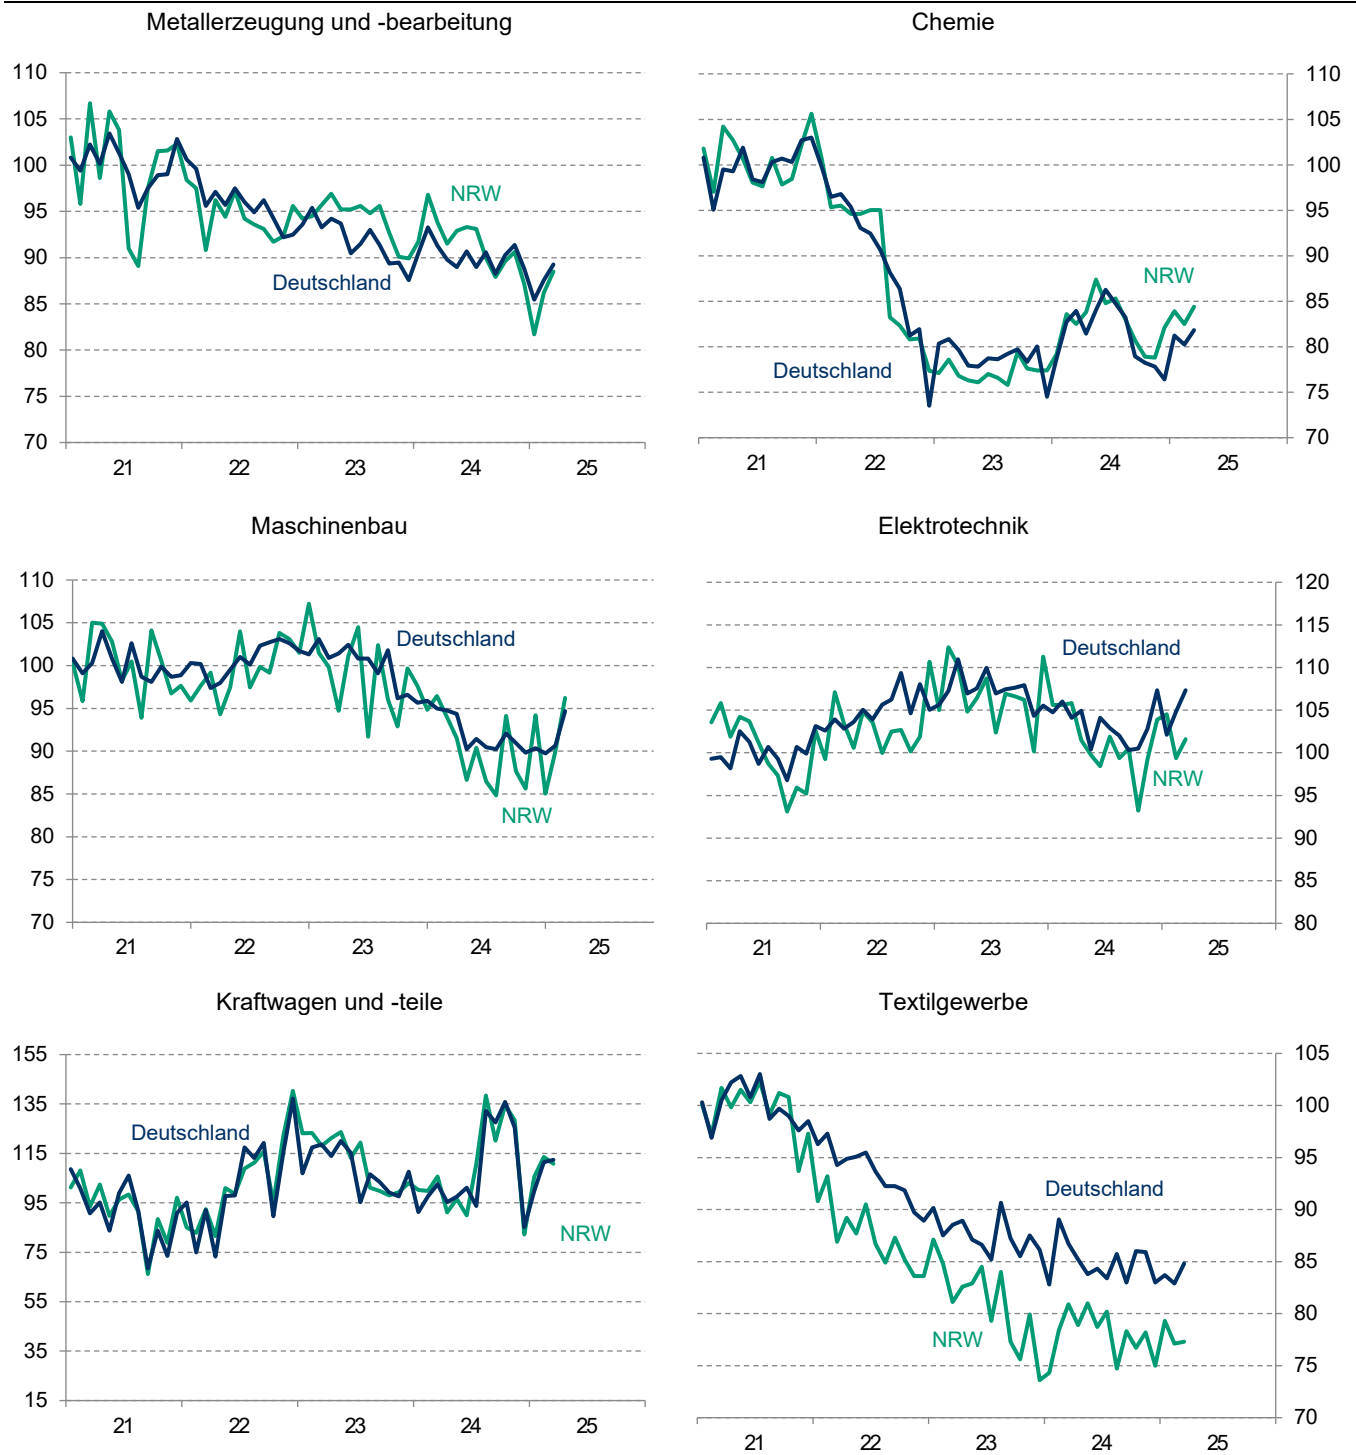 Metallerzeugung und -bearbeitung
110
105
100
95
90
85
80
75
70
NRW
Deutschland
21 22 23 24 25
Chemie
110
105
100
95
90
85
80
75
70
NRW
Deutschland
21 22 23 24 25
Maschinenbau
110
105
100
95
90
85
80
75
70
Deutschland
NRW
21 22 23 24 25
Elektrotechnik
120
115
110
105
100
95
90
85
80
Deutschland
NRW
21 22 23 24 25
Kraftwagen und -teile
155
135
115
95
75
55
35
15
Deutschland
NRW
21 22 23 24 25
Textilgewerbe
105
100
95
90
85
80
75
70
Deutschland
NRW
21 22 23 24 25